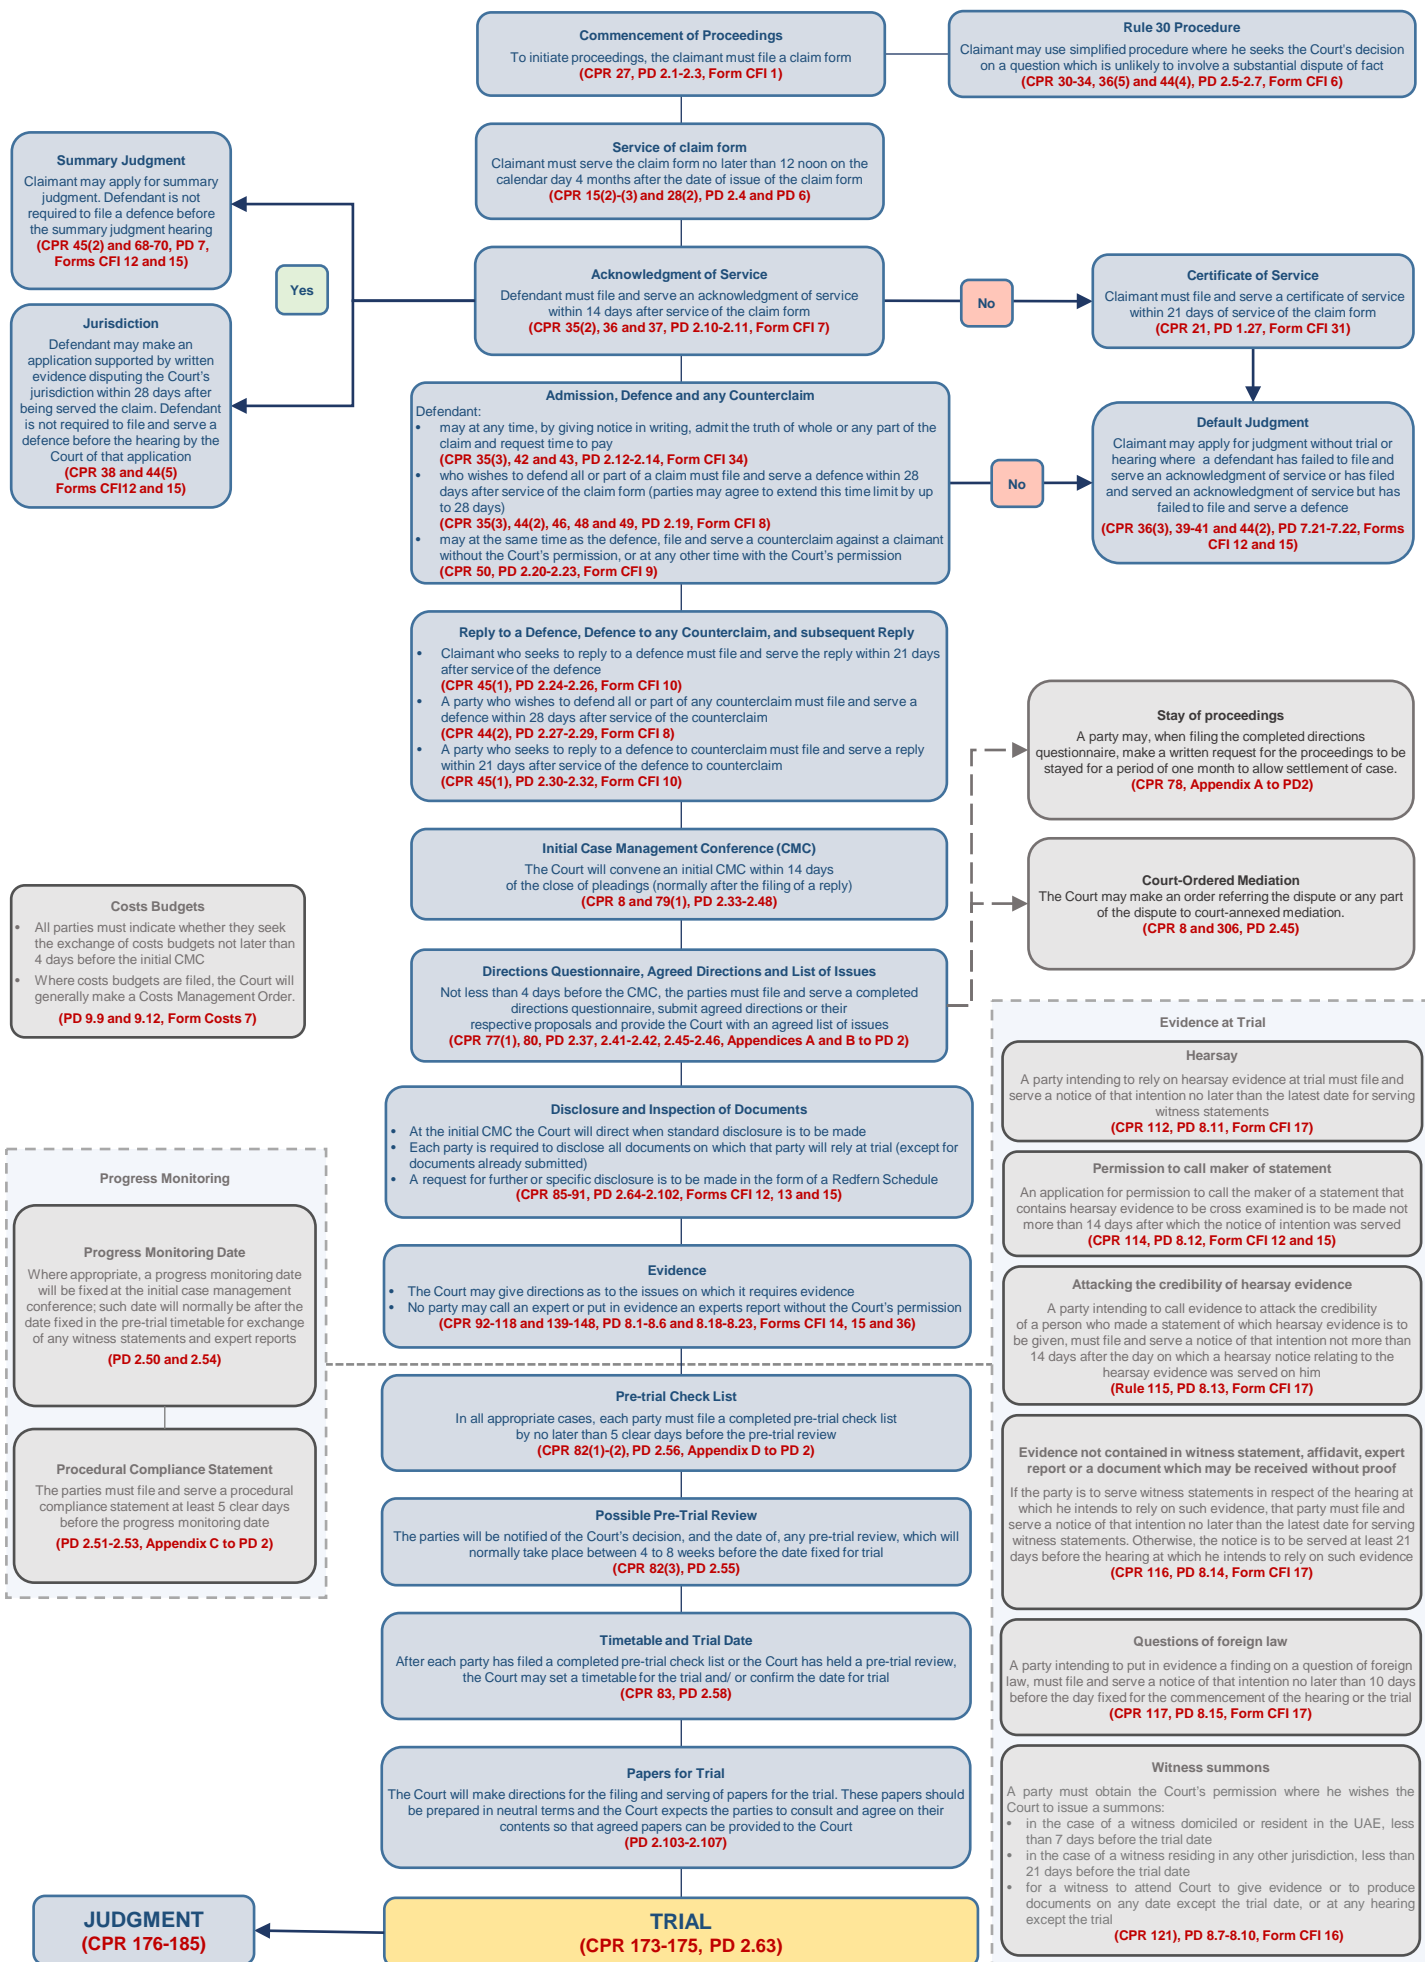 Commencement of Proceedings
To initiate proceedings, the claimant must file a claim form
(CPR 27, PD 2.1-2.3, Form CFI 1)
Rule 30 Procedure
Claimant may use simplified procedure where he seeks the Court's decision
on a question which is unlikely to involve a substantial dispute of fact
(CPR 30-34, 36(5) and 44(4), PD 2.5-2.7, Form CFI 6)
Service of claim form
Claimant must serve the claim form no later than 12 noon on the
calendar day 4 months after the date of issue of the claim form
(CPR 15(2)-(3) and 28(2), PD 2.4 and PD 6)
Summary Judgment
Claimant may apply for summary
judgment. Defendant is not
required to file a defence before
the summary judgment hearing
(CPR 45(2) and 68-70, PD 7,
Forms CFI 12 and 15)
Yes
Acknowledgment of Service
Defendant must file and serve an acknowledgment of service
within 14 days after service of the claim form
(CPR 35(2), 36 and 37, PD 2.10-2.11, Form CFI 7)
No
Certificate of Service
Claimant must file and serve a certificate of service
within 21 days of service of the claim form
(CPR 21, PD 1.27, Form CFI 31)
Jurisdiction
Defendant may make an
application supported by written
evidence disputing the Court's
jurisdiction within 28 days after
being served the claim. Defendant
is not required to file and serve a
defence before the hearing by the
Court of that application
(CPR 38 and 44(5)
Forms CFI12 and 15)
Admission, Defence and any Counterclaim
Defendant:
• may at any time, by giving notice in writing, admit the truth of whole or any part of the
claim and request time to pay
(CPR 35(3), 42 and 43, PD 2.12-2.14, Form CFI 34)
• who wishes to defend all or part of a claim must file and serve a defence within 28
days after service of the claim form (parties may agree to extend this time limit by up
to 28 days)
(CPR 35(3), 44(2), 46, 48 and 49, PD 2.19, Form CFI 8)
• may at the same time as the defence, file and serve a counterclaim against a claimant
without the Court's permission, or at any other time with the Court's permission
(CPR 50, PD 2.20-2.23, Form CFI 9)
No
Default Judgment
Claimant may apply for judgment without trial or
hearing where a defendant has failed to file and
serve an acknowledgment of service or has filed
and served an acknowledgment of service but has
failed to file and serve a defence
(CPR 36(3), 39-41 and 44(2), PD 7.21-7.22, Forms
CFI 12 and 15)
Reply to a Defence, Defence to any Counterclaim, and subsequent Reply
• Claimant who seeks to reply to a defence must file and serve the reply within 21 days
after service of the defence
(CPR 45(1), PD 2.24-2.26, Form CFI 10)
• A party who wishes to defend all or part of any counterclaim must file and serve a
defence within 28 days after service of the counterclaim
(CPR 44(2), PD 2.27-2.29, Form CFI 8)
• A party who seeks to reply to a defence to counterclaim must file and serve a reply
within 21 days after service of the defence to counterclaim
(CPR 45(1), PD 2.30-2.32, Form CFI 10)
Stay of proceedings
A party may, when filing the completed directions
questionnaire, make a written request for the proceedings to be
stayed for a period of one month to allow settlement of case.
(CPR 78, Appendix A to PD2)
Initial Case Management Conference (CMC)
The Court will convene an initial CMC within 14 days
of the close of pleadings (normally after the filing of a reply)
(CPR 8 and 79(1), PD 2.33-2.48)
Court-Ordered Mediation
The Court may make an order referring the dispute or any part
of the dispute to court-annexed mediation.
(CPR 8 and 306, PD 2.45)
Costs Budgets
• All parties must indicate whether they seek
the exchange of costs budgets not later than
4 days before the initial CMC
• Where costs budgets are filed, the Court will
generally make a Costs Management Order.
(PD 9.9 and 9.12, Form Costs 7)
Directions Questionnaire, Agreed Directions and List of Issues
Not less than 4 days before the CMC, the parties must file and serve a completed
directions questionnaire, submit agreed directions or their
respective proposals and provide the Court with an agreed list of issues
(CPR 77(1), 80, PD 2.37, 2.41-2.42, 2.45-2.46, Appendices A and B to PD 2)
Disclosure and Inspection of Documents
• At the initial CMC the Court will direct when standard disclosure is to be made
• Each party is required to disclose all documents on which that party will rely at trial (except for
documents already submitted)
• A request for further or specific disclosure is to be made in the form of a Redfern Schedule
(CPR 85-91, PD 2.64-2.102, Forms CFI 12, 13 and 15)
Evidence
• The Court may give directions as to the issues on which it requires evidence
• No party may call an expert or put in evidence an experts report without the Court's permission
(CPR 92-118 and 139-148, PD 8.1-8.6 and 8.18-8.23, Forms CFI 14, 15 and 36)
Progress Monitoring
Progress Monitoring Date
Where appropriate, a progress monitoring date
will be fixed at the initial case management
conference; such date will normally be after the
date fixed in the pre-trial timetable for exchange
of any witness statements and expert reports
(PD 2.50 and 2.54)
Procedural Compliance Statement
The parties must file and serve a procedural
compliance statement at least 5 clear days
before the progress monitoring date
(PD 2.51-2.53, Appendix C to PD 2)
Pre-trial Check List
In all appropriate cases, each party must file a completed pre-trial check list
by no later than 5 clear days before the pre-trial review
(CPR 82(1)-(2), PD 2.56, Appendix D to PD 2)
Possible Pre-Trial Review
The parties will be notified of the Court's decision, and the date of, any pre-trial review, which will
normally take place between 4 to 8 weeks before the date fixed for trial
(CPR 82(3), PD 2.55)
Timetable and Trial Date
After each party has filed a completed pre-trial check list or the Court has held a pre-trial review,
the Court may set a timetable for the trial and/ or confirm the date for trial
(CPR 83, PD 2.58)
Papers for Trial
The Court will make directions for the filing and serving of papers for the trial. These papers should
be prepared in neutral terms and the Court expects the parties to consult and agree on their
contents so that agreed papers can be provided to the Court
(PD 2.103-2.107)
TRIAL
(CPR 173-175, PD 2.63)
JUDGMENT
(CPR 176-185)
Evidence at Trial
Hearsay
A party intending to rely on hearsay evidence at trial must file and
serve a notice of that intention no later than the latest date for serving
witness statements
(CPR 112, PD 8.11, Form CFI 17)
Permission to call maker of statement
An application for permission to call the maker of a statement that
contains hearsay evidence to be cross examined is to be made not
more than 14 days after which the notice of intention was served
(CPR 114, PD 8.12, Form CFI 12 and 15)
Attacking the credibility of hearsay evidence
A party intending to call evidence to attack the credibility
of a person who made a statement of which hearsay evidence is to
be given, must file and serve a notice of that intention not more than
14 days after the day on which a hearsay notice relating to the
hearsay evidence was served on him
(Rule 115, PD 8.13, Form CFI 17)
Evidence not contained in witness statement, affidavit, expert
report or a document which may be received without proof
If the party is to serve witness statements in respect of the hearing at
which he intends to rely on such evidence, that party must file and
serve a notice of that intention no later than the latest date for serving
witness statements. Otherwise, the notice is to be served at least 21
days before the hearing at which he intends to rely on such evidence
(CPR 116, PD 8.14, Form CFI 17)
Questions of foreign law
A party intending to put in evidence a finding on a question of foreign
law, must file and serve a notice of that intention no later than 10 days
before the day fixed for the commencement of the hearing or the trial
(CPR 117, PD 8.15, Form CFI 17)
Witness summons
A party must obtain the Court's permission where he wishes the
Court to issue a summons:
• in the case of a witness domiciled or resident in the UAE, less
than 7 days before the trial date
• in the case of a witness residing in any other jurisdiction, less than
21 days before the trial date
• for a witness to attend Court to give evidence or to produce
documents on any date except the trial date, or at any hearing
except the trial
(CPR 121), PD 8.7-8.10, Form CFI 16)